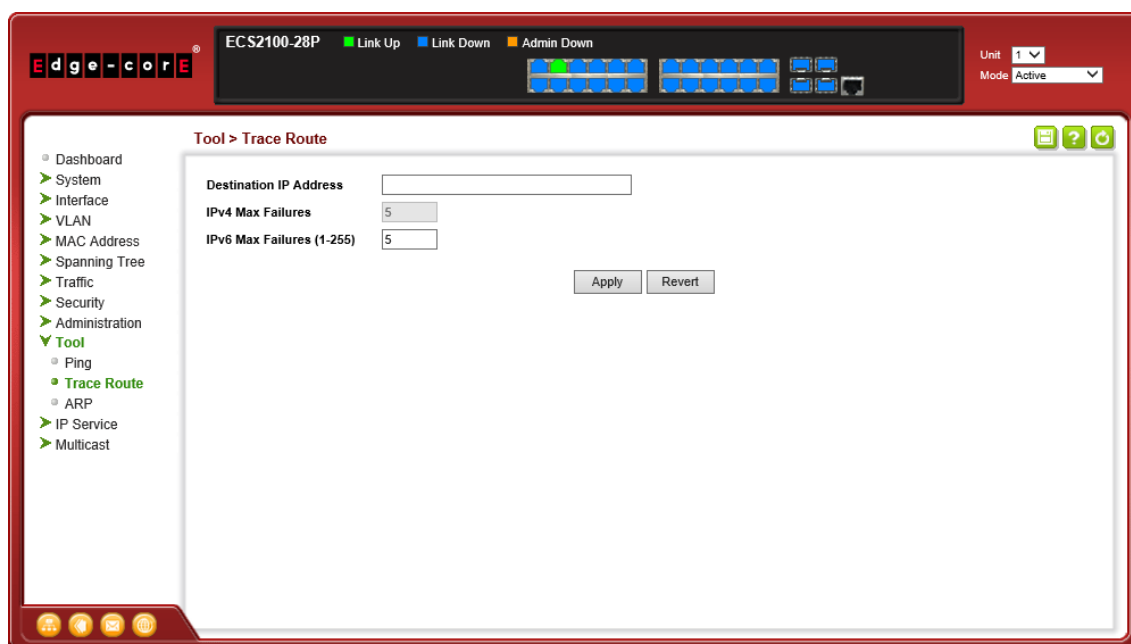 Edge-corE®
ECS2100-28P Link Up Link Down Admin Down
Unit 1
Mode Active
Tool > Trace Route
Dashboard
System
Interface
VLAN
MAC Address
Spanning Tree
Traffic
Security
Administration
Tool
Ping
Trace Route
ARP
IP Service
Multicast
Destination IP Address
IPv4 Max Failures 5
IPv6 Max Failures (1-255) 5
Apply Revert